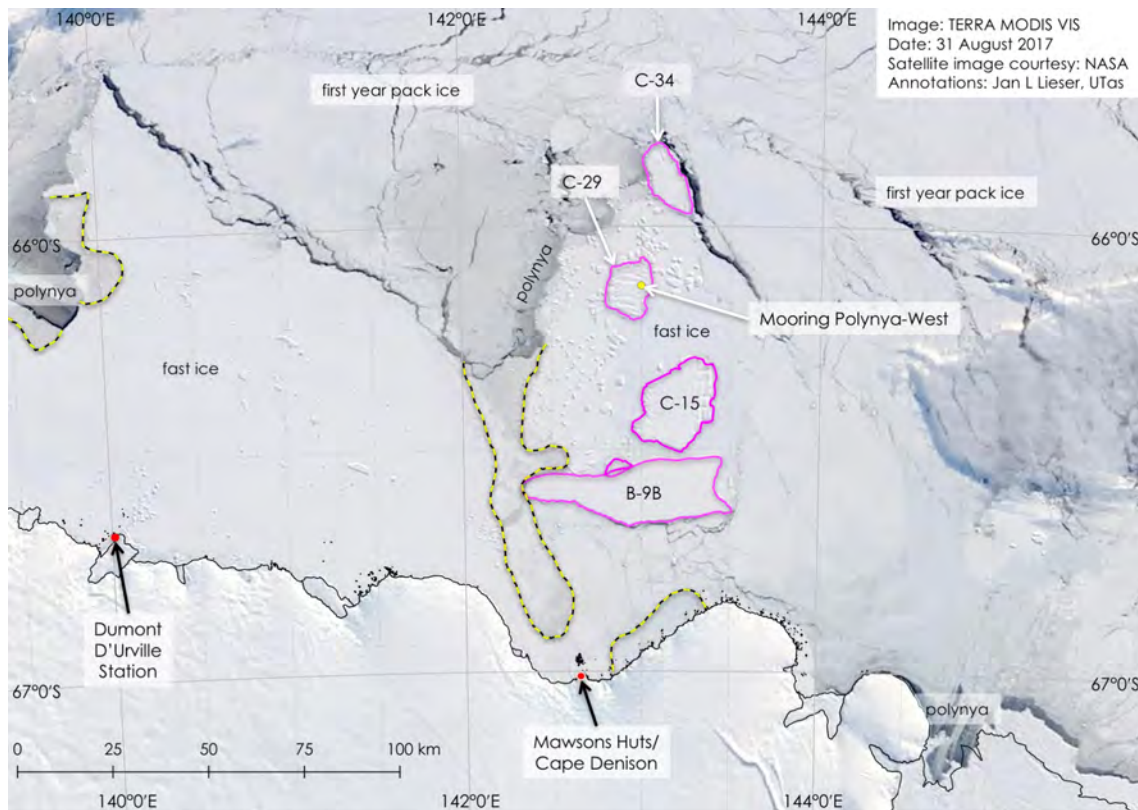 140°0'E
142°0'E
144°0'E
Image: TERRA MODIS VIS
Date: 31 August 2017
Satellite image courtesy: NASA
Annotations: Jan L Lieser, UTas
C-34
first year pack ice
C-29
first year pack ice
66°0'S
66°0'S
polynya
polynya
Mooring Polynya-West
fast ice
fast ice
C-15
B-9B
Dumont
D'Urville
Station
67°0'S
67°0'S
polynya
Mawsons Huts/
Cape Denison
0 25 50 75 100 km
140°0'E
142°0'E
144°0'E